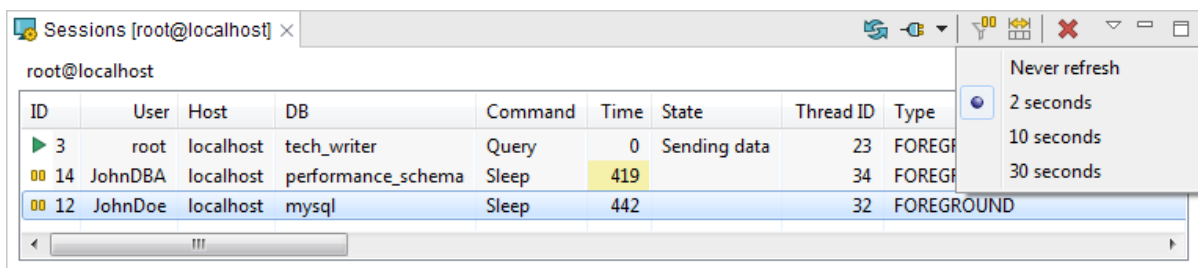 Sessions [root@localhost]
root@localhost
Never refresh
2 seconds
10 seconds
30 seconds
ID User Host DB Command Time State Thread ID Type
3 root localhost tech_writer Query 0 Sending data 23 FOREGF
14 JohnDBA localhost performance_schema Sleep 419 34 FOREGF
12 JohnDoe localhost mysql Sleep 442 32 FOREGROUND